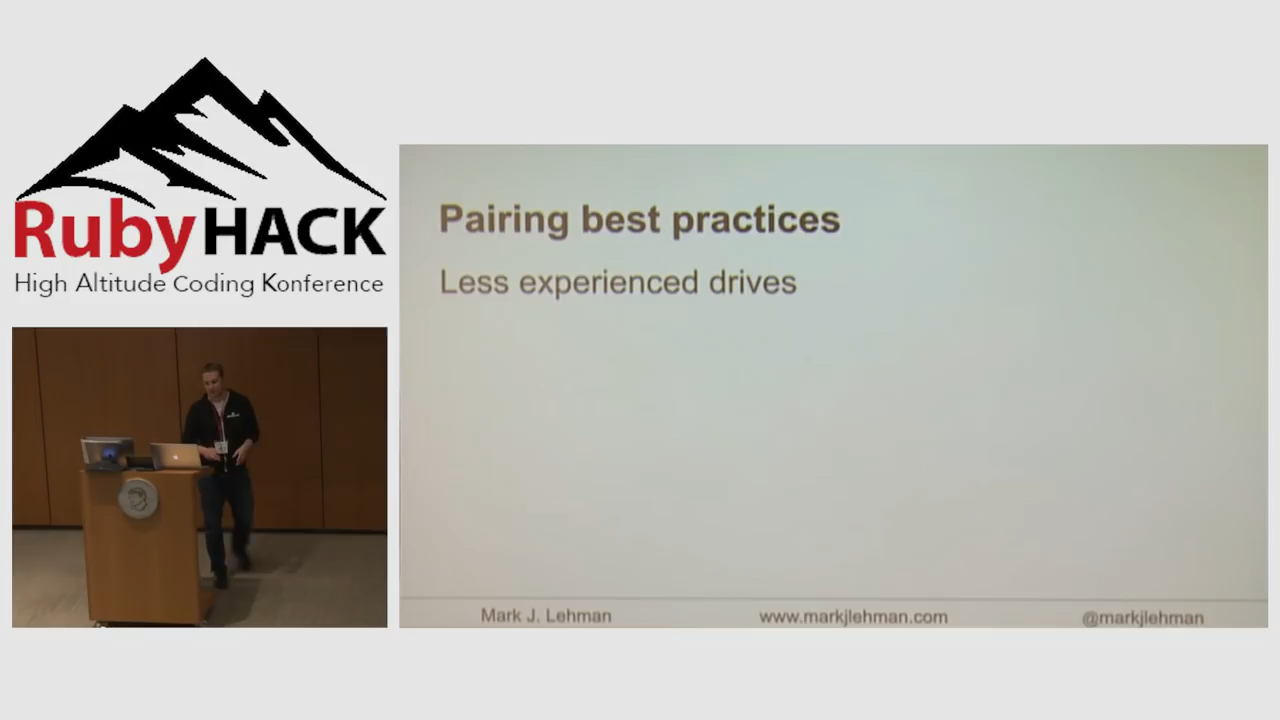 RubyHACK
High Altitude Coding Konference
Pairing best practices
Less experienced drives
Mark J. Lehman
www.markjlehman.com
@markjlehman